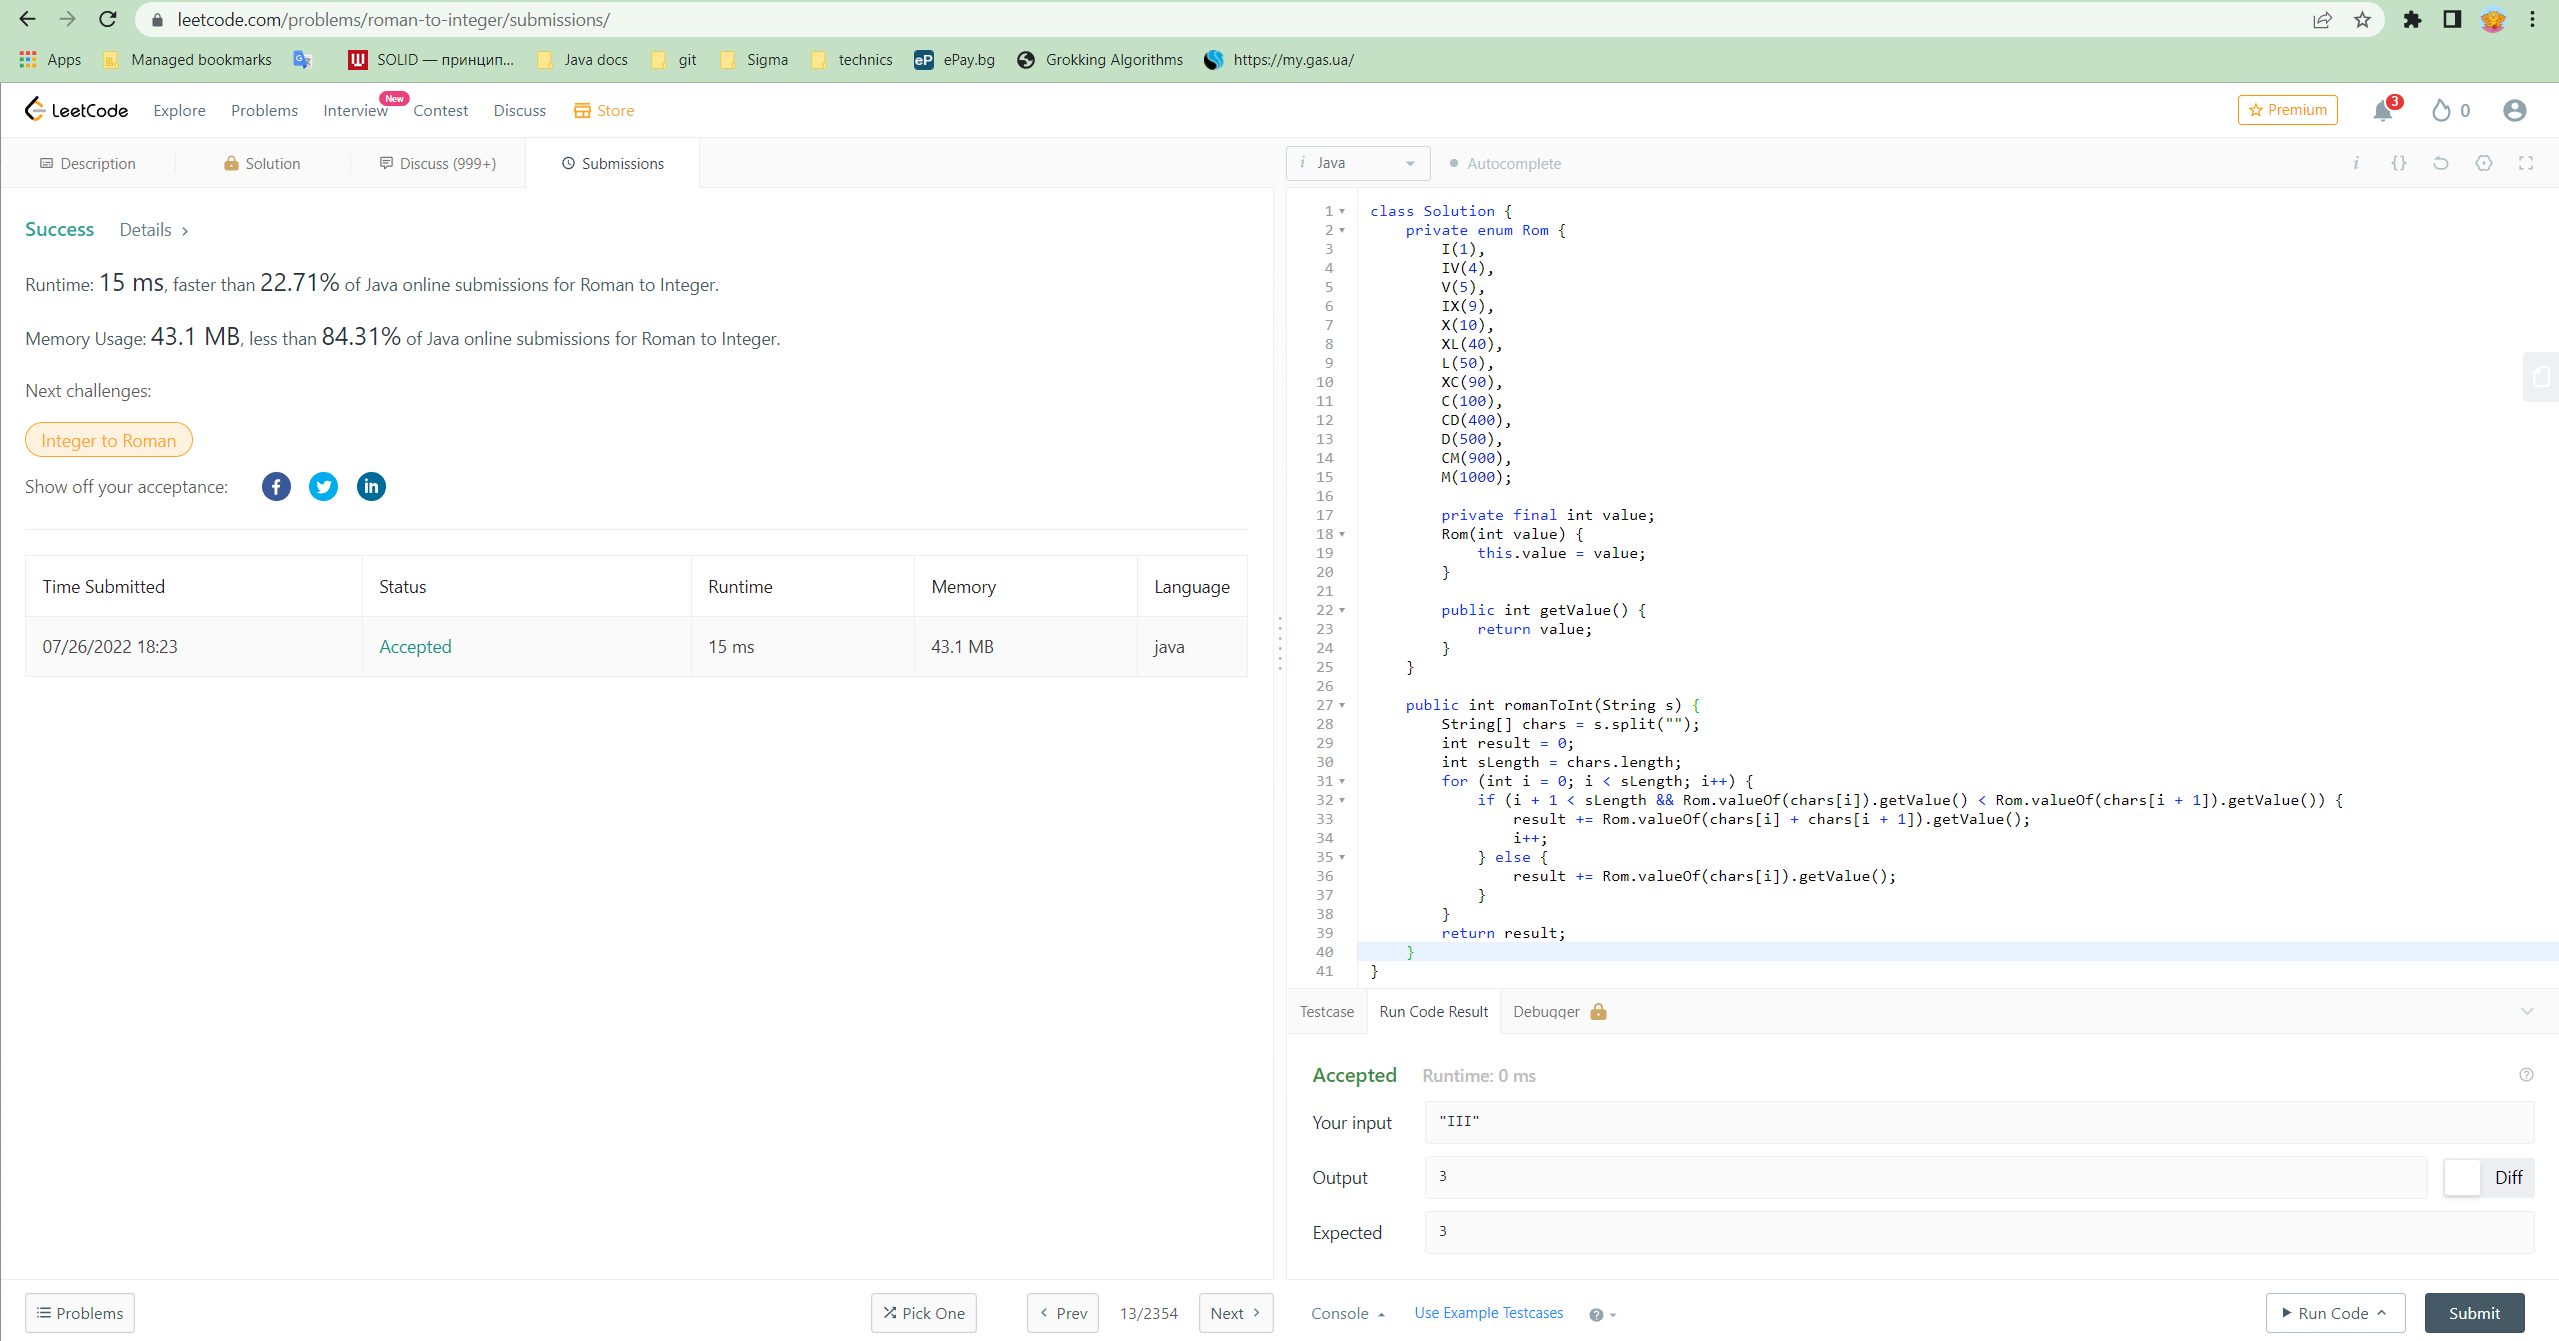 leetcode.com/problems/roman-to-integer/submissions/
Apps Managed bookmarks SOLID — принцип... Java docs git Sigma technics eP ePay.bg Grokking Algorithms https://my.gas.ua/
LeetCode Explore Problems Interview New Contest Discuss Store Premium 3 0
Description Solution Discuss (999+) Submissions
i Java Autocomplete i {}
Success Details >
Runtime: 15 ms, faster than 22.71% of Java online submissions for Roman to Integer.
Memory Usage: 43.1 MB, less than 84.31% of Java online submissions for Roman to Integer.
Next challenges:
Integer to Roman
Show off your acceptance:
Time Submitted Status Runtime Memory Language
07/26/2022 18:23 Accepted 15 ms 43.1 MB java
1 class Solution {
2     private enum Rom {
3         I(1),
4         IV(4),
5         V(5),
6         IX(9),
7         X(10),
8         XL(40),
9         L(50),
10         XC(90),
11         C(100),
12         CD(400),
13         D(500),
14         CM(900),
15         M(1000);
16
17         private final int value;
18         Rom(int value) {
19             this.value = value;
20         }
21
22         public int getValue() {
23             return value;
24         }
25     }
26
27     public int romanToInt(String s) {
28         String[] chars = s.split("");
29         int result = 0;
30         int sLength = chars.length;
31         for (int i = 0; i < sLength; i++) {
32             if (i + 1 < sLength && Rom.valueOf(chars[i]).getValue() < Rom.valueOf(chars[i + 1]).getValue()) {
33                 result += Rom.valueOf(chars[i] + chars[i + 1]).getValue();
34                 i++;
35             } else {
36                 result += Rom.valueOf(chars[i]).getValue();
37             }
38         }
39         return result;
40     }
41 }
Testcase Run Code Result Debugger
Accepted Runtime: 0 ms
Your input "III"
Output 3 Diff
Expected 3
Problems Pick One < Prev 13/2354 Next > Console Use Example Testcases Run Code Submit